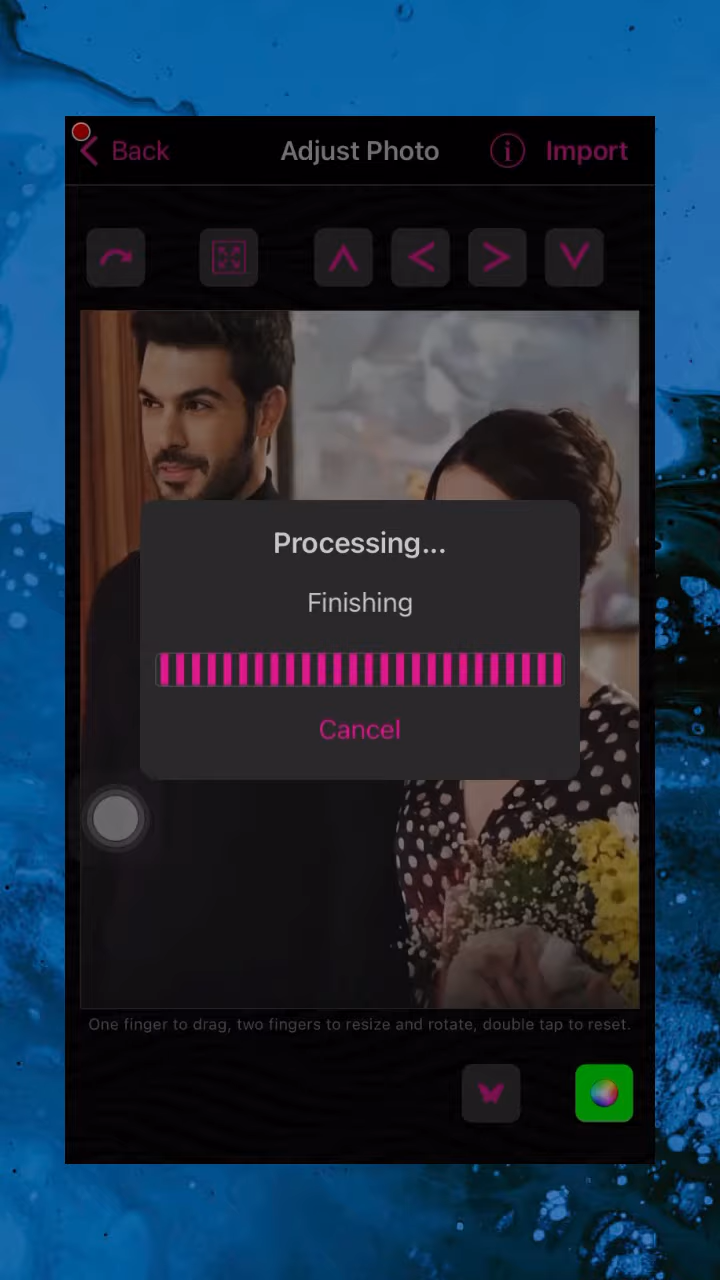 Back
Adjust Photo
i
Import
Processing...
Finishing
Cancel
One finger to drag, two fingers to resize and rotate, double tap to reset.